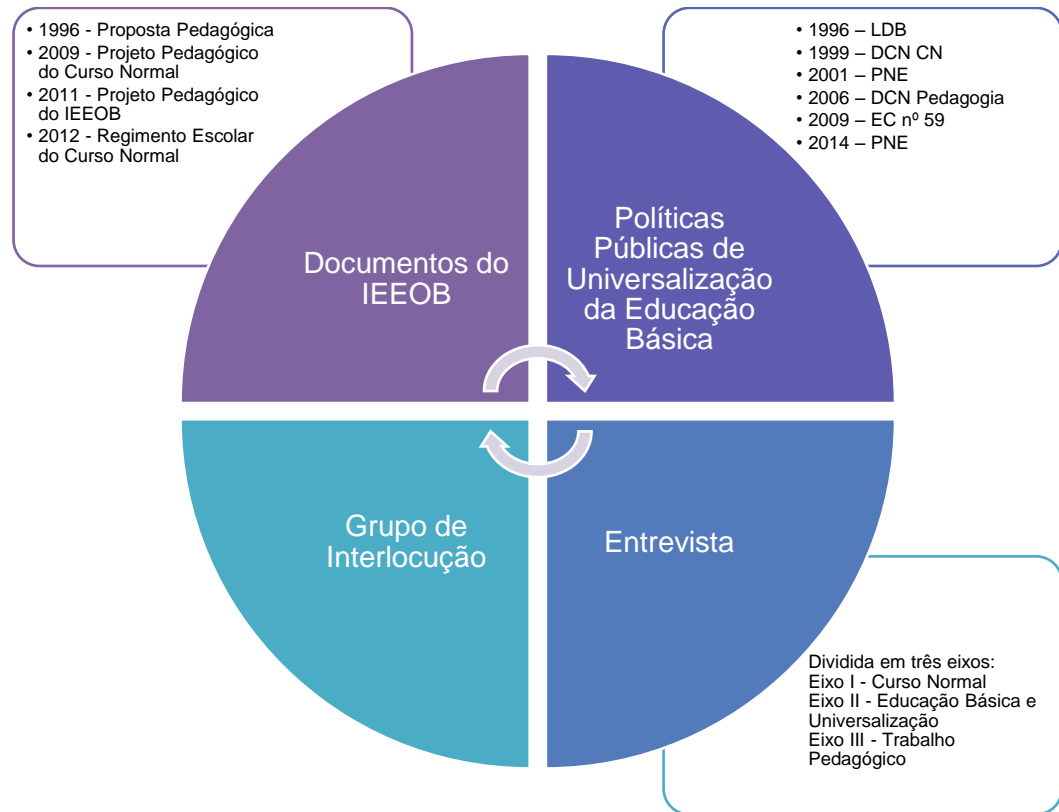 • 1996 - Proposta Pedagógica
• 2009 - Projeto Pedagógico
do Curso Normal
• 2011 - Projeto Pedagógico
do IEEOB
• 2012 - Regimento Escolar
do Curso Normal
• 1996 – LDB
• 1999 – DCN CN
• 2001 – PNE
• 2006 – DCN Pedagogia
• 2009 – EC nº 59
• 2014 – PNE
Documentos do
IEEOB
Políticas
Públicas de
Universalização
da Educação
Básica
Grupo de
Interlocução
Entrevista
Dividida em três eixos:
Eixo I - Curso Normal
Eixo II - Educação Básica e
Universalização
Eixo III - Trabalho
Pedagógico